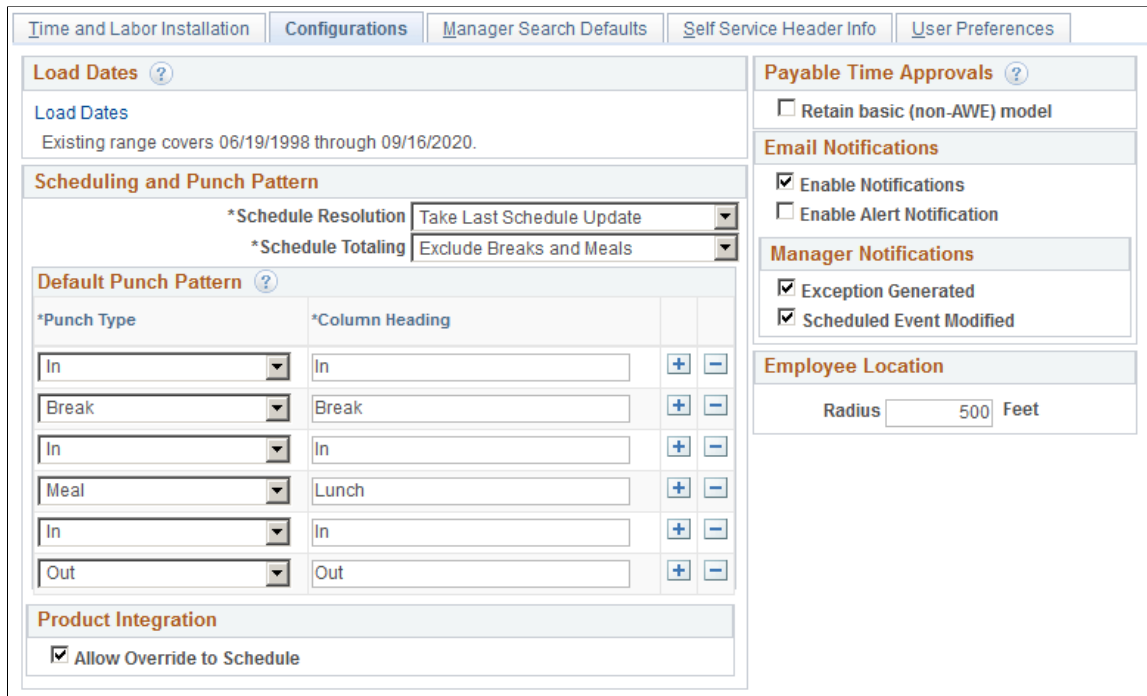 Time and Labor Installation
Configurations
Manager Search Defaults
Self Service Header Info
User Preferences
Load Dates ?
Load Dates
Existing range covers 06/19/1998 through 09/16/2020.
Scheduling and Punch Pattern
*Schedule Resolution Take Last Schedule Update
*Schedule Totaling Exclude Breaks and Meals
Default Punch Pattern ?
*Punch Type *Column Heading
In In
Break Break
In In
Meal Lunch
In In
Out Out
Product Integration
Allow Override to Schedule
Payable Time Approvals ?
Retain basic (non-AWE) model
Email Notifications
Enable Notifications
Enable Alert Notification
Manager Notifications
Exception Generated
Scheduled Event Modified
Employee Location
Radius 500 Feet